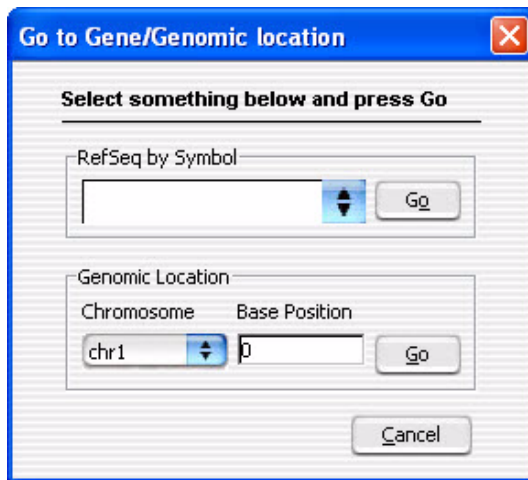 Go to Gene/Genomic location
Select something below and press Go
RefSeq by Symbol
Go
Genomic Location
Chromosome Base Position
chr1 0 Go
Cancel